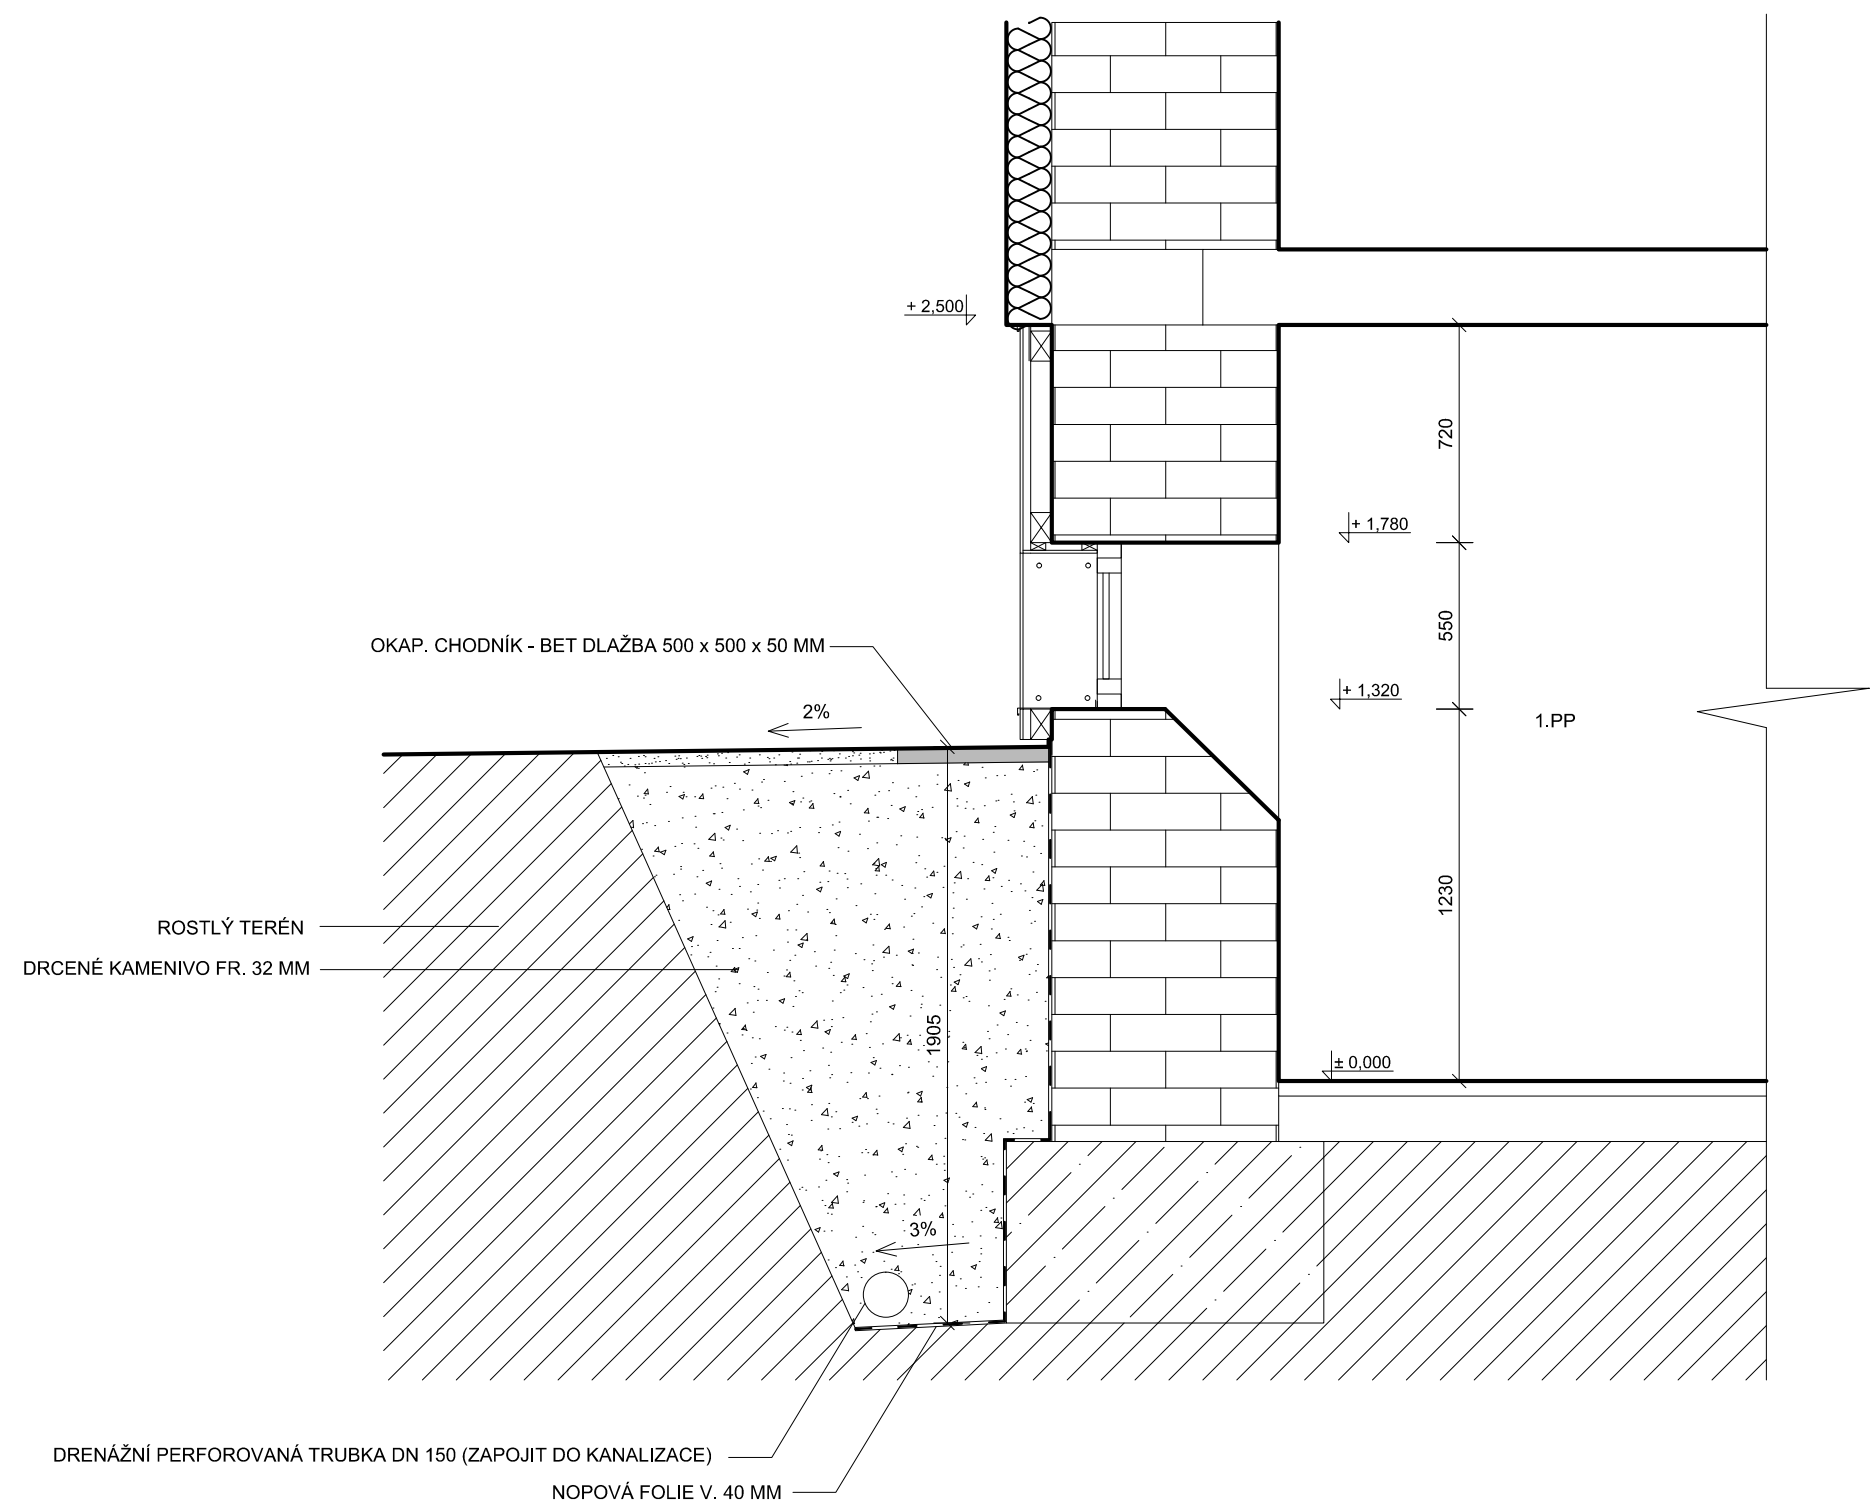 + 2,500
720
+ 1,780
550
OKAP. CHODNÍK - BET DLAŽBA 500 x 500 x 50 MM
+ 1,320
2%
1.PP
1230
ROSTLÝ TERÉN
DRCENÉ KAMENIVO FR. 32 MM
1905
± 0,000
3%
DRENÁŽNÍ PERFOROVANÁ TRUBKA DN 150 (ZAPOJIT DO KANALIZACE)
NOPOVÁ FOLIE V. 40 MM